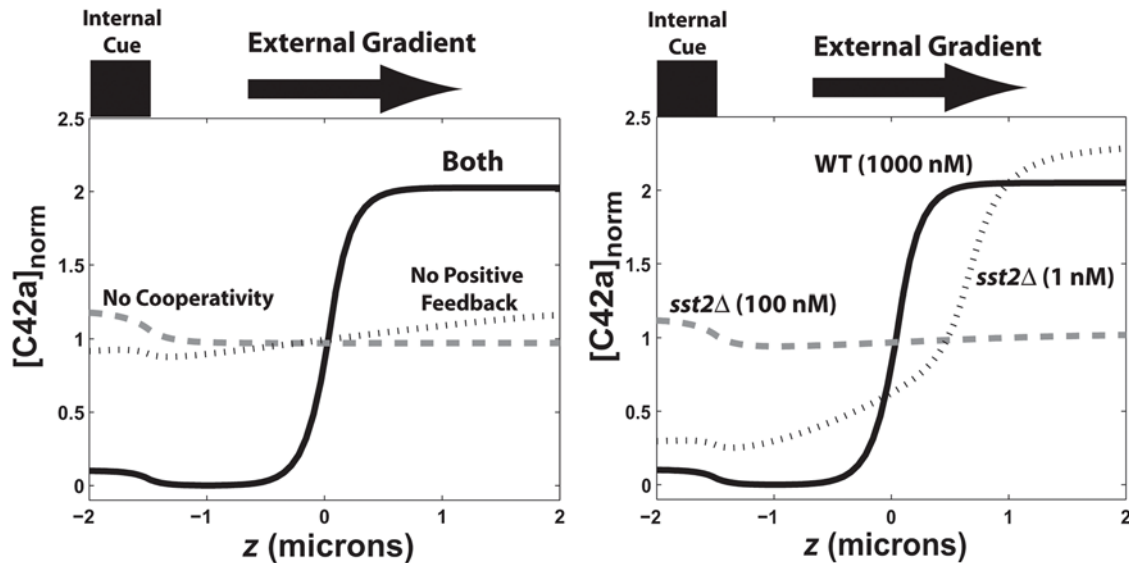 Internal
Cue
External Gradient
2.5
2
1.5
1
0.5
0
[C42a]norm
Both
No Cooperativity
No Positive
Feedback
−2
−1
0
1
2
z (microns)
Internal
Cue
External Gradient
2.5
2
1.5
1
0.5
0
[C42a]norm
WT (1000 nM)
sst2Δ (100 nM)
sst2Δ (1 nM)
−2
−1
0
1
2
z (microns)